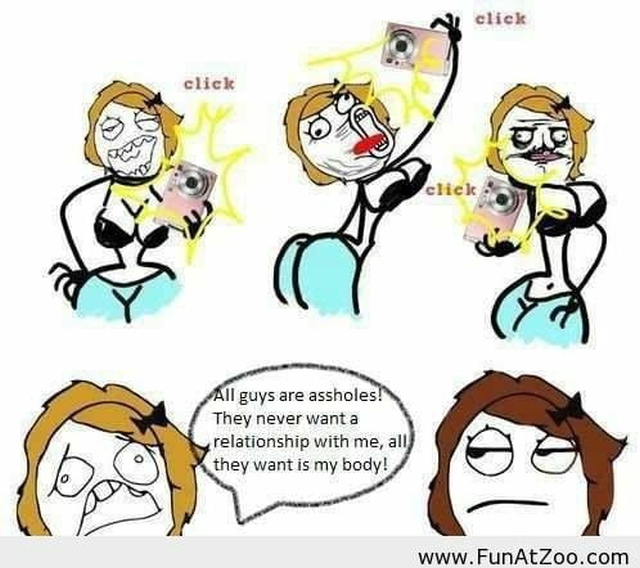 click
click
click
All guys are assholes!
They never want a
relationship with me, all
they want is my body!
www.FunAtZoo.com